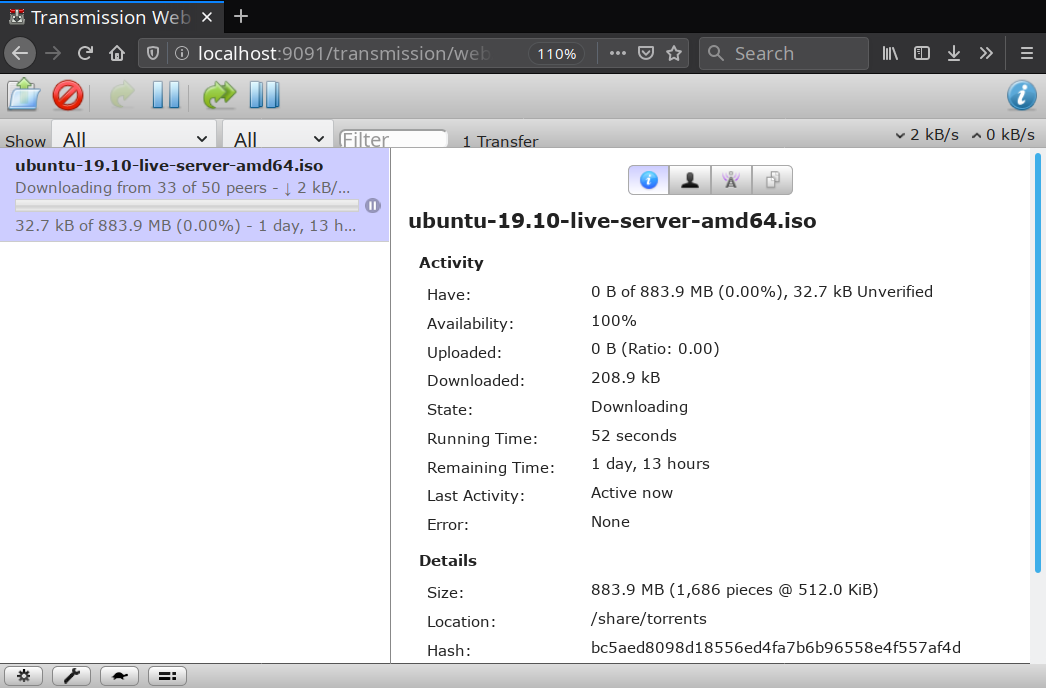 Transmission Web
localhost:9091/transmission/web
110%
Search
Show
All
All
Filter
1 Transfer
2 kB/s
0 kB/s
ubuntu-19.10-live-server-amd64.iso
Downloading from 33 of 50 peers - ↓ 2 kB/…
32.7 kB of 883.9 MB (0.00%) - 1 day, 13 h…
ubuntu-19.10-live-server-amd64.iso
Activity
Have: 0 B of 883.9 MB (0.00%), 32.7 kB Unverified
Availability: 100%
Uploaded: 0 B (Ratio: 0.00)
Downloaded: 208.9 kB
State: Downloading
Running Time: 52 seconds
Remaining Time: 1 day, 13 hours
Last Activity: Active now
Error: None
Details
Size: 883.9 MB (1,686 pieces @ 512.0 KiB)
Location: /share/torrents
Hash: bc5aed8098d18556ed4fa7b6b96558e4f557af4d